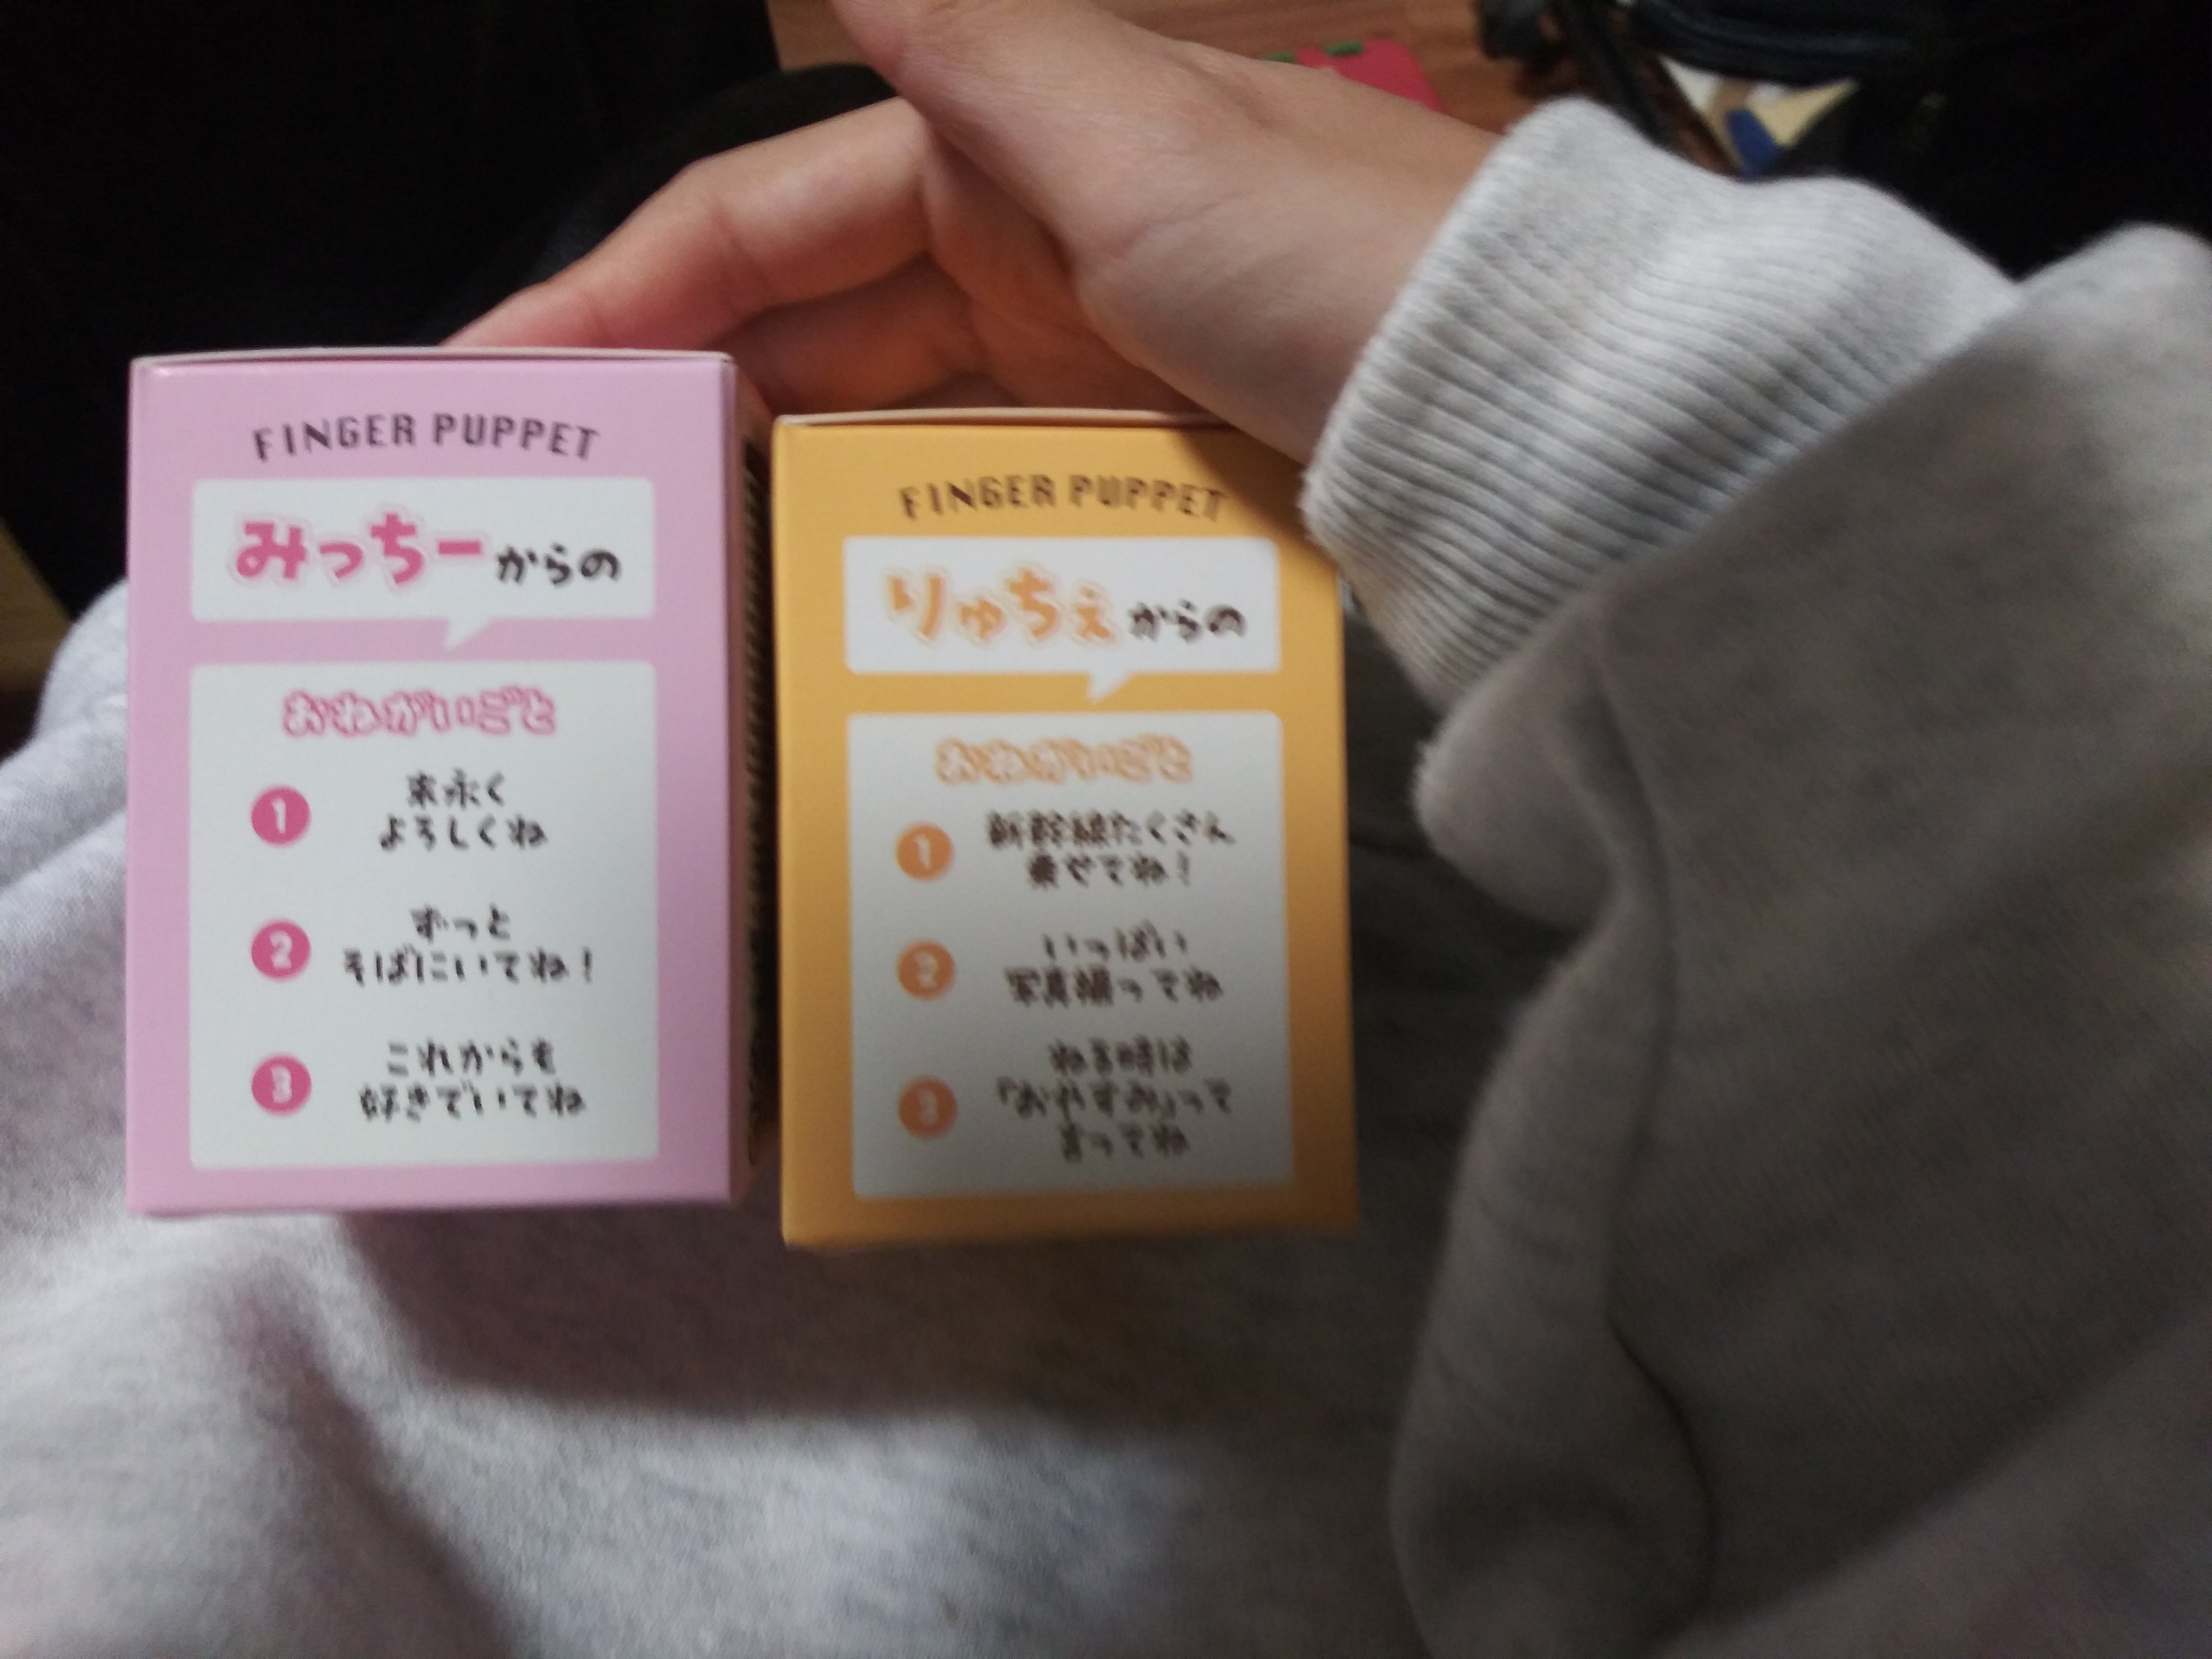 FINGER PUPPET
みっちーからの
おねがいごと
1
末永く
よろしくね
2
ずっと
そばにいてね!
3
これからも
好きでいてね
FINGER PUPPET
りゅちぇからの
おねがいごと
1
新幹線たくさん
乗せてね!
2
いっぱい
写真撮ってね
3
ねる時は
「おやすみ」って
言ってね